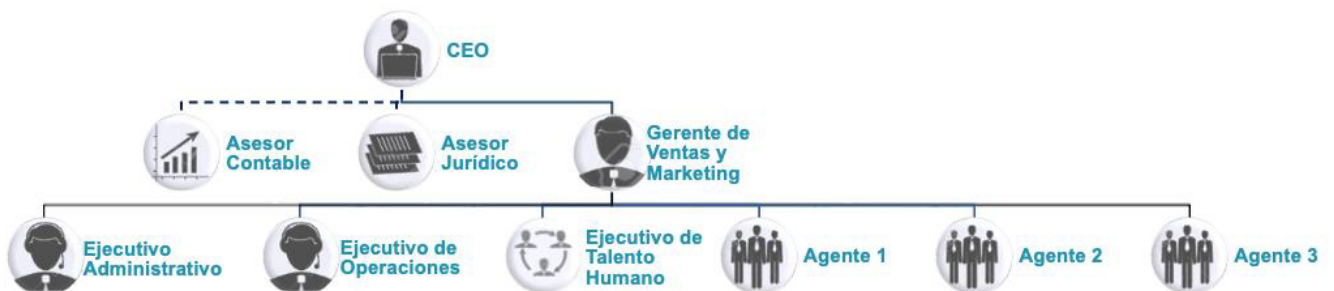 CEO
Asesor
Contable
Asesor
Jurídico
Gerente de
Ventas y
Marketing
Ejecutivo
Administrativo
Ejecutivo de
Operaciones
Ejecutivo de
Talento
Humano
Agente 1
Agente 2
Agente 3